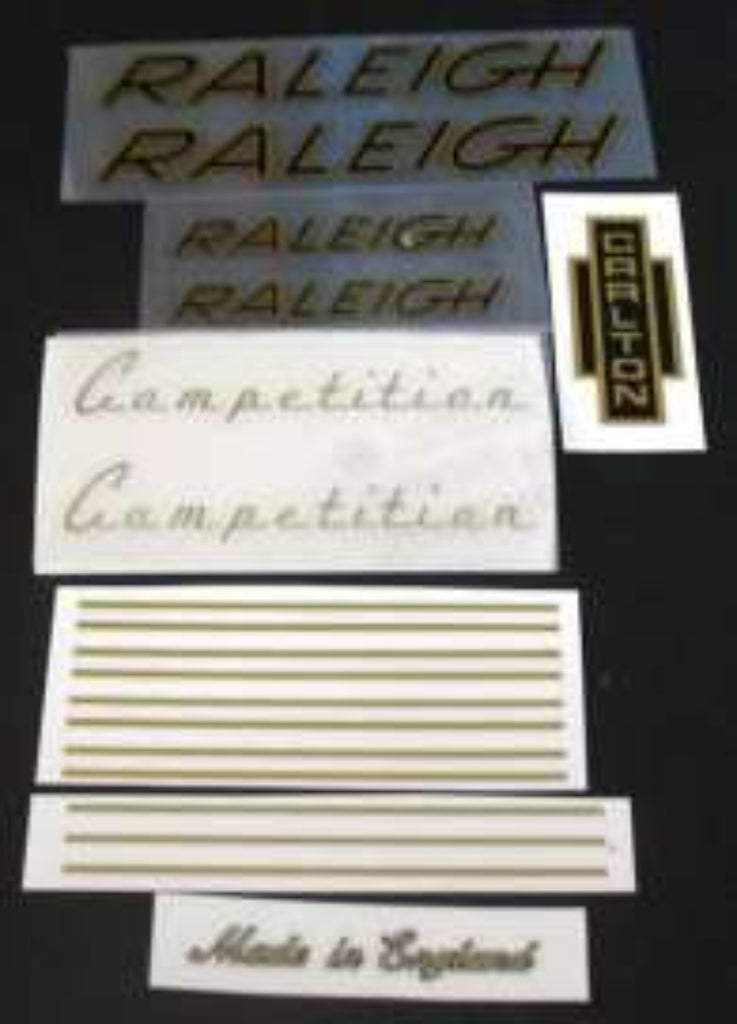 RALEIGH
RALEIGH
RALEIGH
RALEIGH
CARLTON
Competition
Competition
Made in England